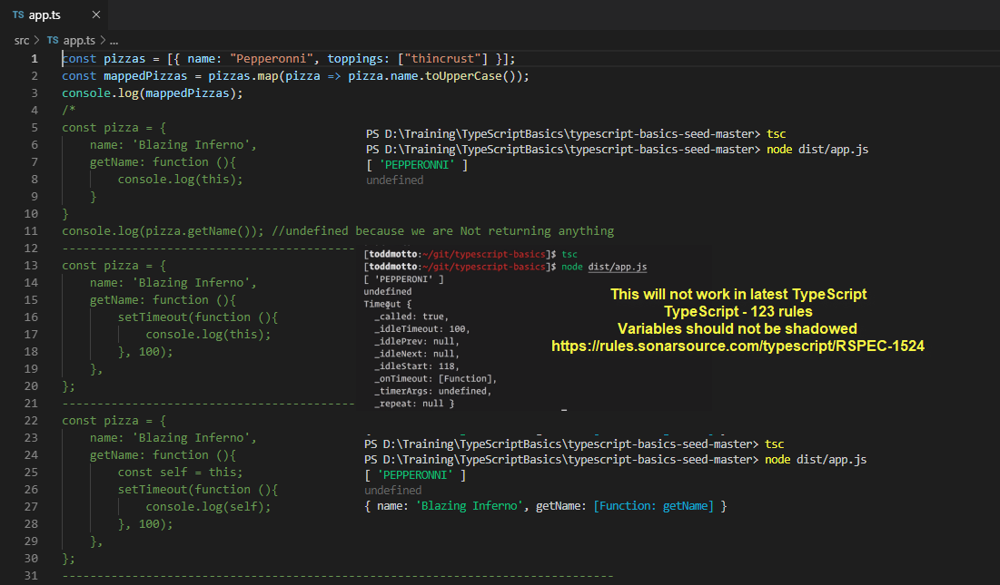 TS app.ts ×
src > TS app.ts > ...
1 const pizzas = [{ name: "Pepperonni", toppings: ["thincrust"] }];
2 const mappedPizzas = pizzas.map(pizza => pizza.name.toUpperCase());
3 console.log(mappedPizzas);
4 /*
5 const pizza = {
6 name: 'Blazing Inferno',
7 getName: function (){
8 console.log(this);
9 }
10 }
11 console.log(pizza.getName()); //undefined because we are Not returning anything
12 ------------------------------------------
13 const pizza = {
14 name: 'Blazing Inferno',
15 getName: function (){
16 setTimeout(function (){
17 console.log(this);
18 }, 100);
19 },
20 };
21 ------------------------------------------
22 const pizza = {
23 name: 'Blazing Inferno',
24 getName: function (){
25 const self = this;
26 setTimeout(function (){
27 console.log(self);
28 }, 100);
29 },
30 };
31 -------------------------------------------------------------------------------
PS D:\Training\TypeScriptBasics\typescript-basics-seed-master> tsc
PS D:\Training\TypeScriptBasics\typescript-basics-seed-master> node dist/app.js
[ 'PEPPERONNI' ]
undefined
[toddmotto:~/git/typescript-basics]$ tsc
[toddmotto:~/git/typescript-basics]$ node dist/app.js
[ 'PEPPERONI' ]
undefined
Timeout {
_called: true,
_idleTimeout: 100,
_idlePrev: null,
_idleNext: null,
_idleStart: 118,
_onTimeout: [Function],
_timerArgs: undefined,
_repeat: null }
This will not work in latest TypeScript
TypeScript - 123 rules
Variables should not be shadowed
https://rules.sonarsource.com/typescript/RSPEC-1524
PS D:\Training\TypeScriptBasics\typescript-basics-seed-master> tsc
PS D:\Training\TypeScriptBasics\typescript-basics-seed-master> node dist/app.js
[ 'PEPPERONNI' ]
undefined
{ name: 'Blazing Inferno', getName: [Function: getName] }